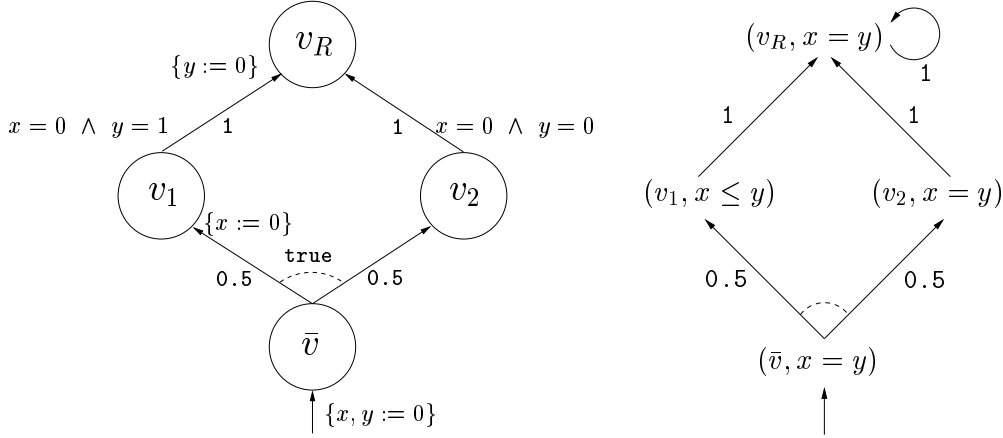 v_R
{y := 0}
x = 0 ∧ y = 1
1
1
x = 0 ∧ y = 0
v_1
v_2
{x := 0}
true
0.5
0.5
v̄
{x, y := 0}
(v_R, x = y)
1
1
1
(v_1, x ≤ y)
(v_2, x = y)
0.5
0.5
(v̄, x = y)